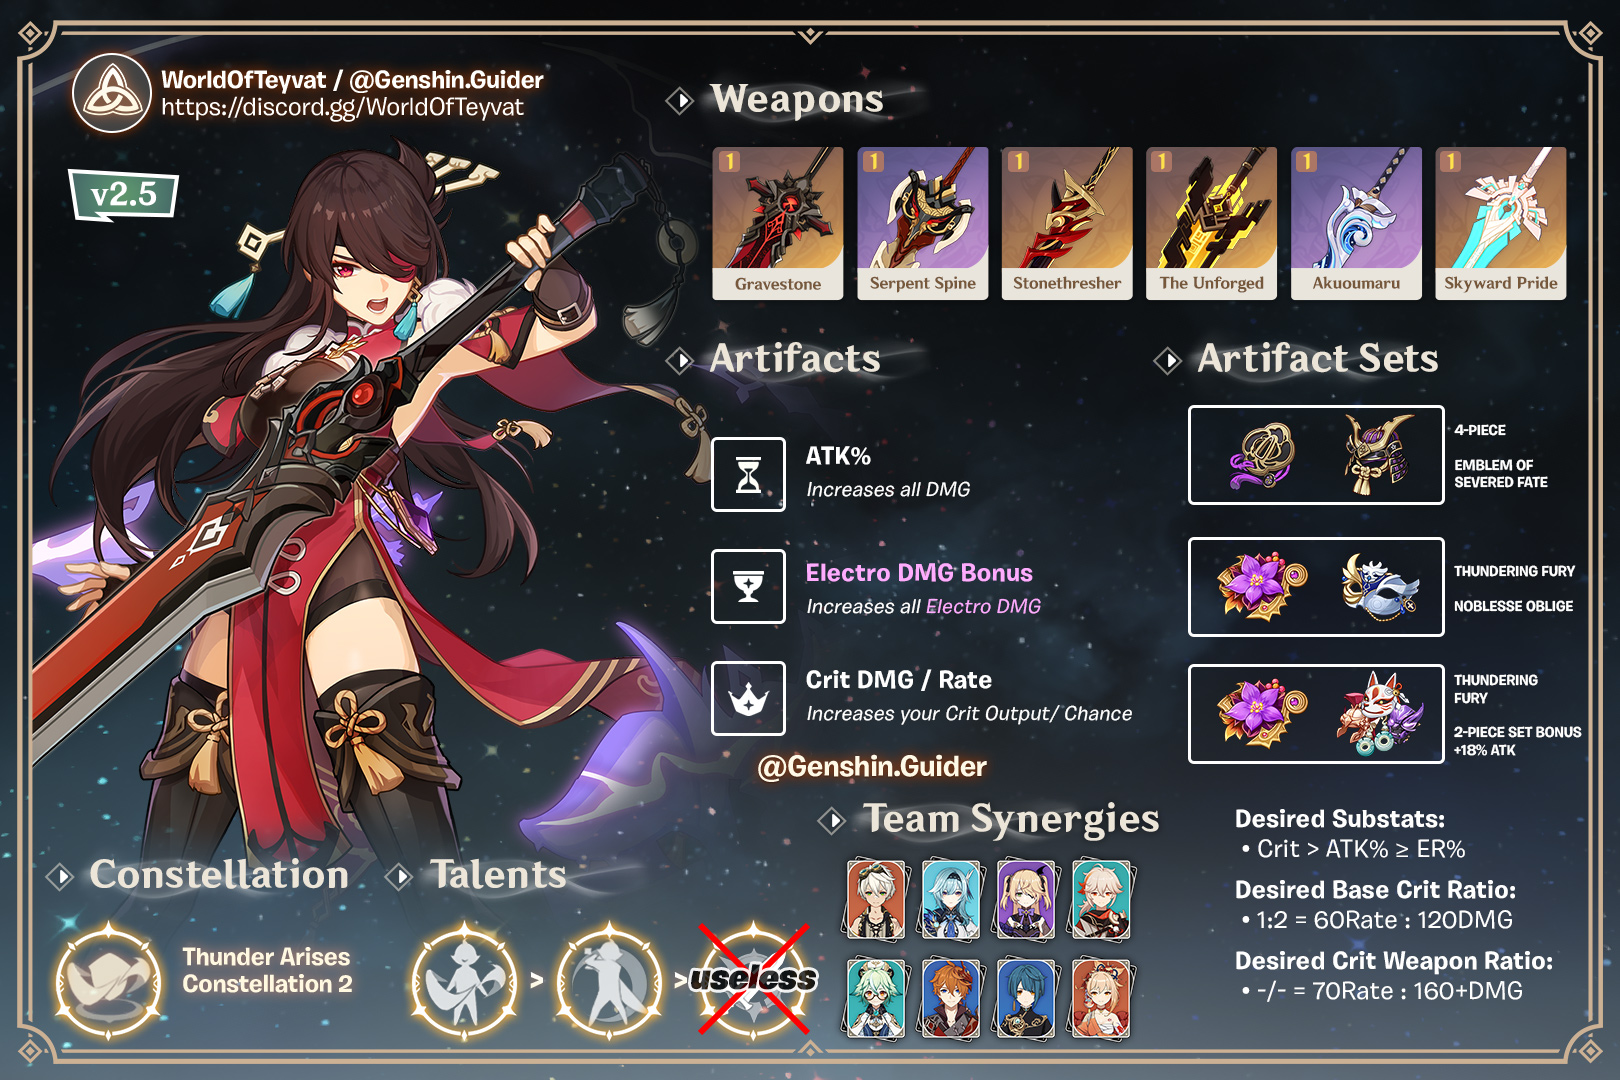 WorldOfTeyvat / @Genshin.Guider
https://discord.gg/WorldOfTeyvat
v2.5
Weapons
1
1
1
1
1
1
Gravestone
Serpent Spine
Stonethresher
The Unforged
Akuoumaru
Skyward Pride
Artifacts
ATK%
Increases all DMG
Electro DMG Bonus
Increases all Electro DMG
Crit DMG / Rate
Increases your Crit Output/ Chance
@Genshin.Guider
Artifact Sets
4-PIECE
EMBLEM OF
SEVERED FATE
THUNDERING FURY
NOBLESSE OBLIGE
THUNDERING
FURY
2-PIECE SET BONUS
+18% ATK
Constellation
Thunder Arises
Constellation 2
Talents
>
>
useless
Team Synergies
Desired Substats:
• Crit > ATK% ≥ ER%
Desired Base Crit Ratio:
• 1:2 = 60Rate : 120DMG
Desired Crit Weapon Ratio:
• -/- = 70Rate : 160+DMG